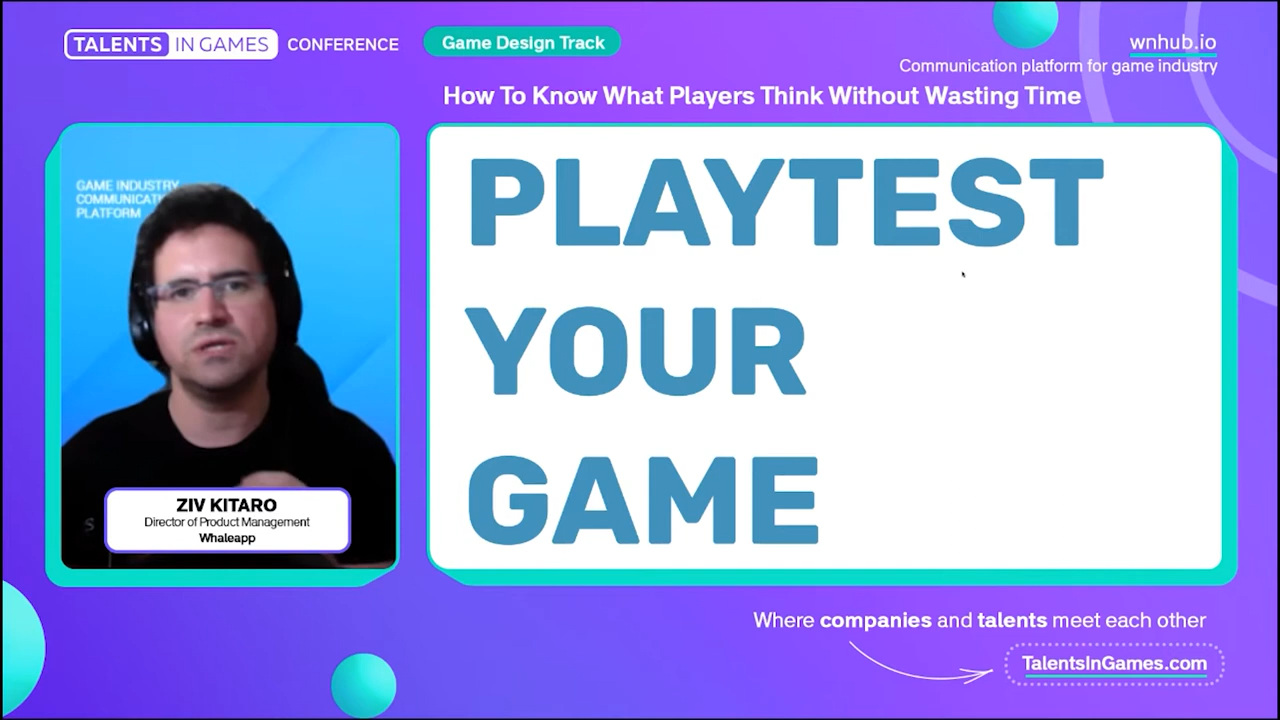 TALENTS IN GAMES CONFERENCE
Game Design Track
wnhub.io
Communication platform for game industry
How To Know What Players Think Without Wasting Time
GAME INDUSTRY
COMMUNICATI
PLATFORM
PLAYTEST
YOUR
GAME
ZIV KITARO
Director of Product Management
Whaleapp
Where companies and talents meet each other
TalentsInGames.com